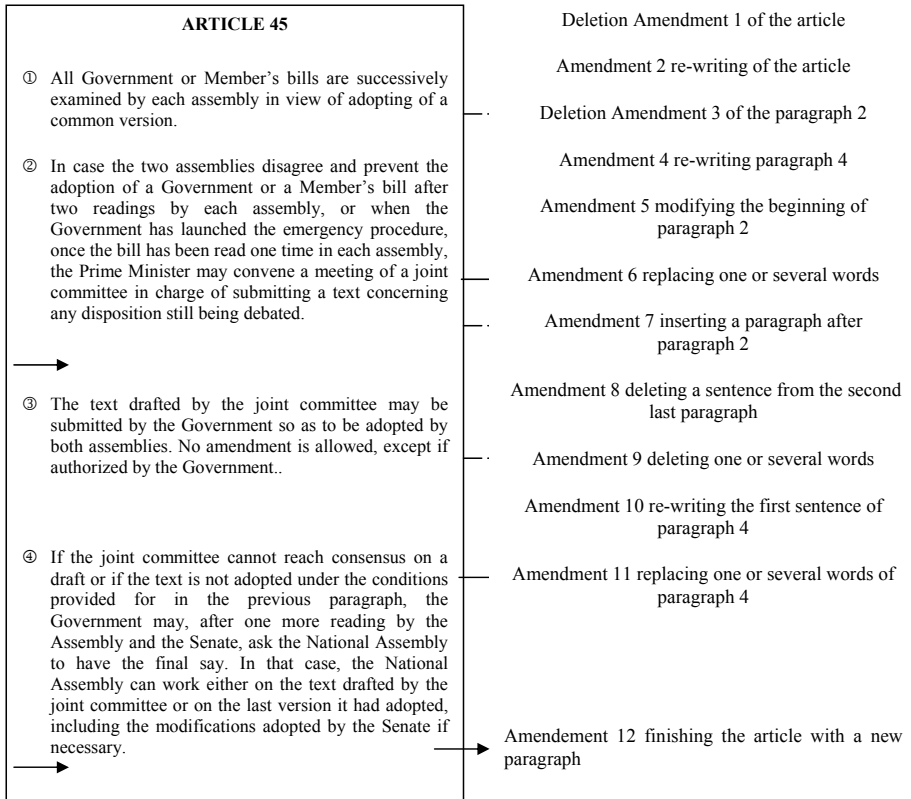 ARTICLE 45
① All Government or Member's bills are successively
examined by each assembly in view of adopting of a
common version.
② In case the two assemblies disagree and prevent the
adoption of a Government or a Member's bill after
two readings by each assembly, or when the
Government has launched the emergency procedure,
once the bill has been read one time in each assembly,
the Prime Minister may convene a meeting of a joint
committee in charge of submitting a text concerning
any disposition still being debated.
③ The text drafted by the joint committee may be
submitted by the Government so as to be adopted by
both assemblies. No amendment is allowed, except if
authorized by the Government..
④ If the joint committee cannot reach consensus on a
draft or if the text is not adopted under the conditions
provided for in the previous paragraph, the
Government may, after one more reading by the
Assembly and the Senate, ask the National Assembly
to have the final say. In that case, the National
Assembly can work either on the text drafted by the
joint committee or on the last version it had adopted,
including the modifications adopted by the Senate if
necessary.
Deletion Amendment 1 of the article
Amendment 2 re-writing of the article
Deletion Amendment 3 of the paragraph 2
Amendment 4 re-writing paragraph 4
Amendment 5 modifying the beginning of
paragraph 2
Amendment 6 replacing one or several words
Amendment 7 inserting a paragraph after
paragraph 2
Amendment 8 deleting a sentence from the second
last paragraph
Amendment 9 deleting one or several words
Amendment 10 re-writing the first sentence of
paragraph 4
Amendment 11 replacing one or several words of
paragraph 4
Amendement 12 finishing the article with a new
paragraph